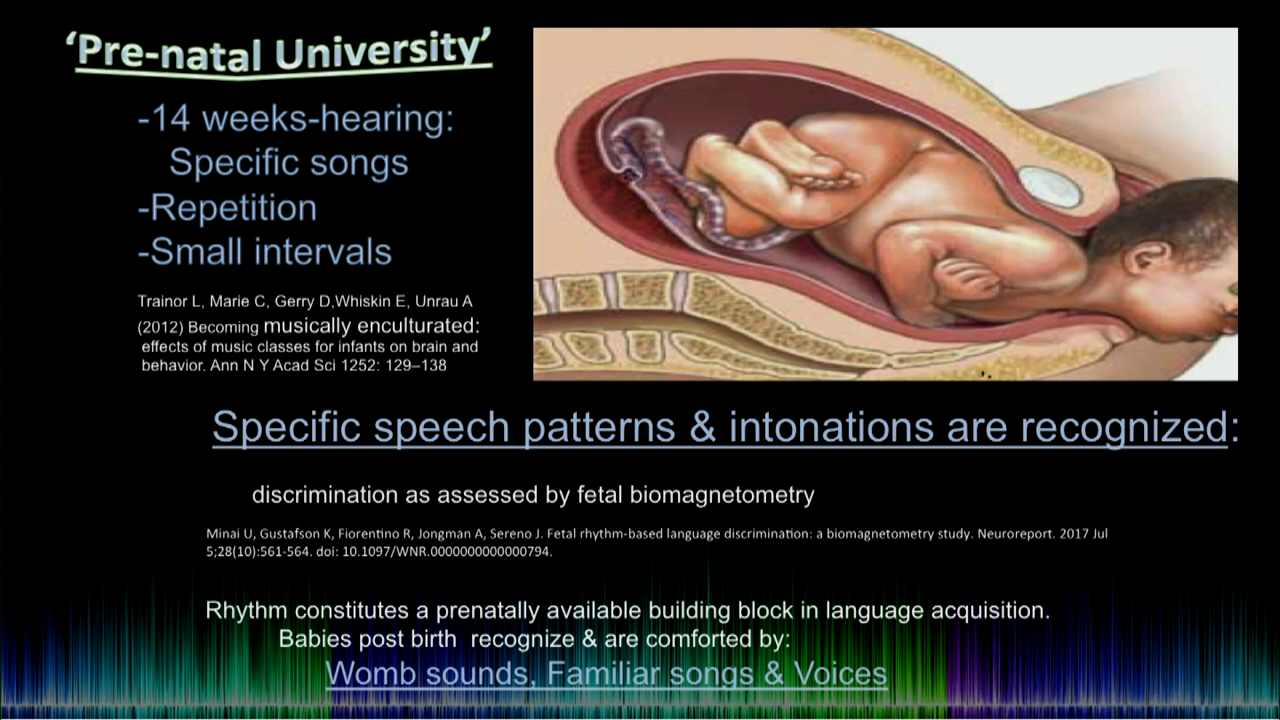 ‘Pre-natal University’
-14 weeks-hearing:
Specific songs
-Repetition
-Small intervals
Trainor L, Marie C, Gerry D,Whiskin E, Unrau A
(2012) Becoming musically enculturated:
effects of music classes for infants on brain and
behavior. Ann N Y Acad Sci 1252: 129–138
Specific speech patterns & intonations are recognized:
discrimination as assessed by fetal biomagnetometry
Minai U, Gustafson K, Fiorentino R, Jongman A, Sereno J. Fetal rhythm-based language discrimination: a biomagnetometry study. Neuroreport. 2017 Jul
5;28(10):561-564. doi: 10.1097/WNR.0000000000000794.
Rhythm constitutes a prenatally available building block in language acquisition.
Babies post birth recognize & are comforted by:
Womb sounds, Familiar songs & Voices